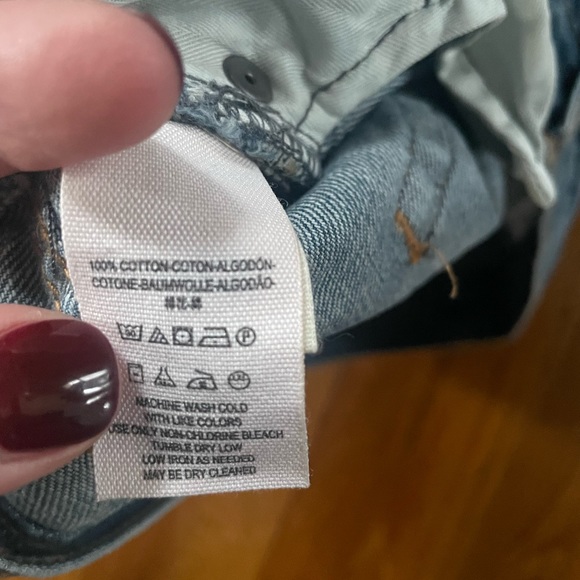 100% COTTON-COTON-ALGODÓN-
COTONE-BAUMWOLLE-ALGODÃO-
MACHINE WASH COLD
WITH LIKE COLORS
USE ONLY NON-CHLORINE BLEACH
TUMBLE DRY LOW
LOW IRON AS NEEDED
MAY BE DRY CLEANED